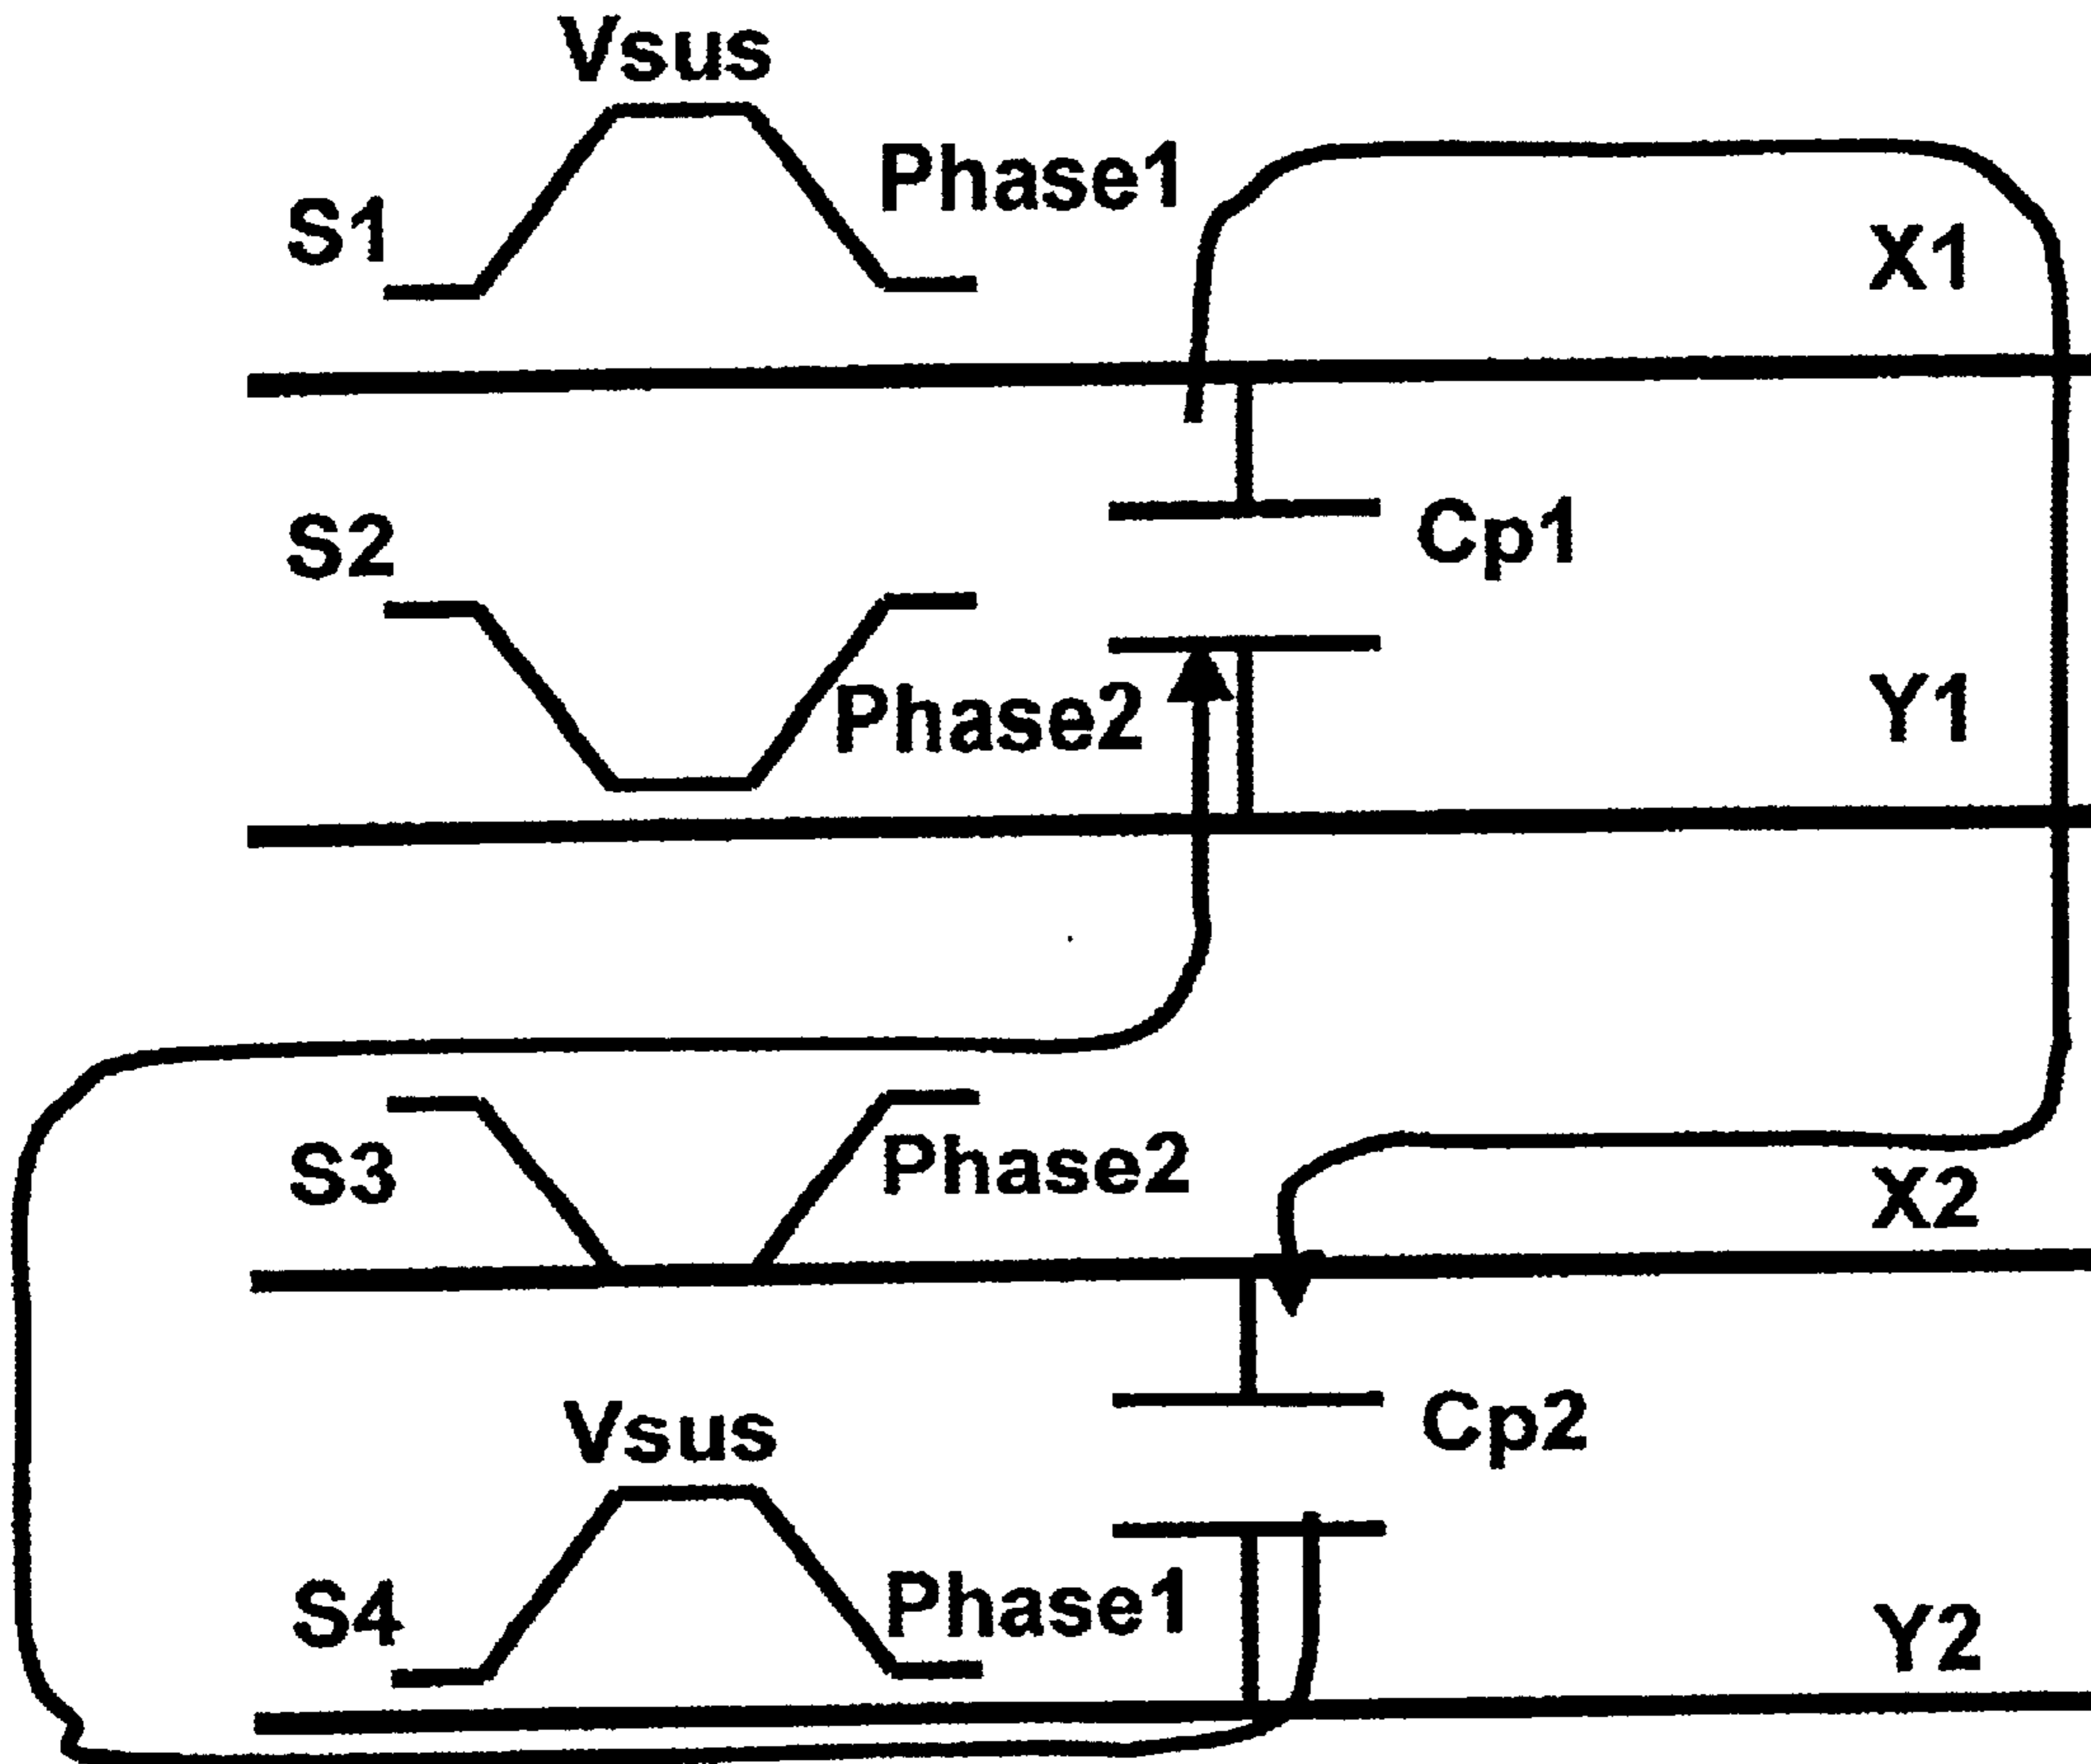 Vsus
Phase1
S1
X1
S2
Cp1
Phase2
Y1
S3
Phase2
X2
Vsus
Cp2
S4
Phase1
Y2